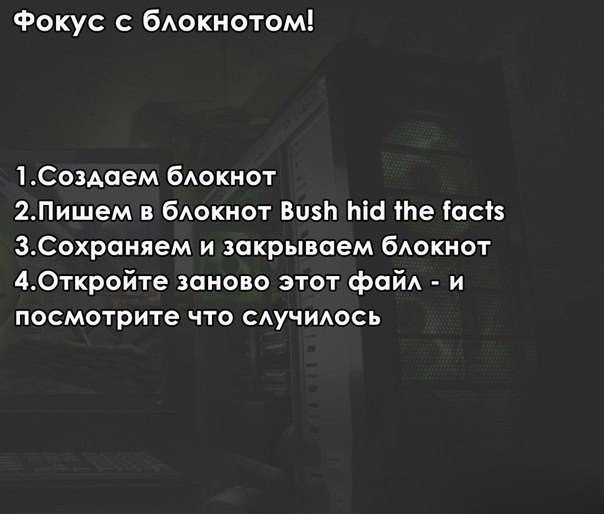 Фокус с блокнотом!
1.Создаем блокнот
2.Пишем в блокнот Bush hid the facts
3.Сохраняем и закрываем блокнот
4.Откройте заново этот файл - и
посмотрите что случилось